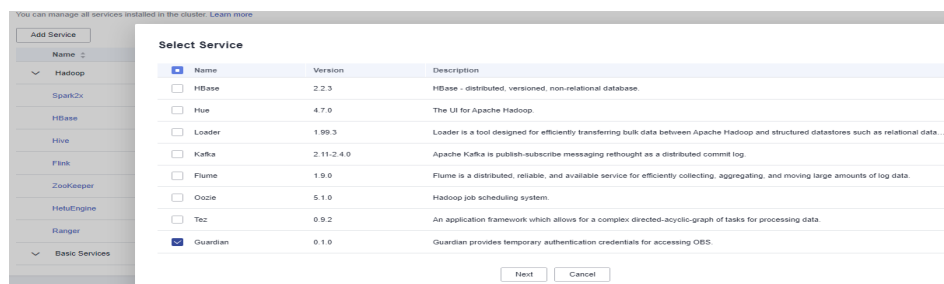 You can manage all services installed in the cluster. Learn more
Add Service
Name
Hadoop
Spark2x
HBase
Hive
Flink
ZooKeeper
HetuEngine
Ranger
Basic Services
Select Service
Name Version Description
HBase 2.2.3 HBase - distributed, versioned, non-relational database.
Hue 4.7.0 The UI for Apache Hadoop.
Loader 1.99.3 Loader is a tool designed for efficiently transferring bulk data between Apache Hadoop and structured datastores such as relational data...
Kafka 2.11-2.4.0 Apache Kafka is publish-subscribe messaging rethought as a distributed commit log.
Flume 1.9.0 Flume is a distributed, reliable, and available service for efficiently collecting, aggregating, and moving large amounts of log data.
Oozie 5.1.0 Hadoop job scheduling system.
Tez 0.9.2 An application framework which allows for a complex directed-acyclic-graph of tasks for processing data.
Guardian 0.1.0 Guardian provides temporary authentication credentials for accessing OBS.
Next Cancel